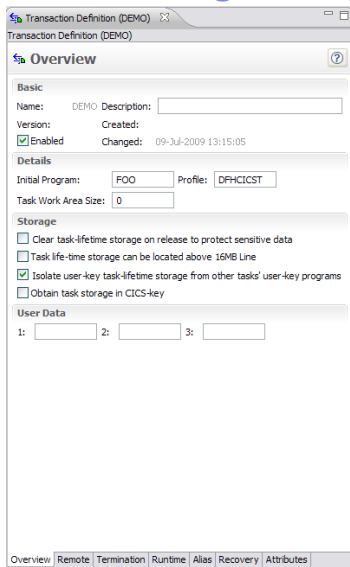 Transaction Definition (DEMO)
Transaction Definition (DEMO)
Overview
?
Basic
Name: DEMO Description:
Version: Created:
Enabled Changed: 09-Jul-2009 13:15:05
Details
Initial Program: FOO Profile: DFHCICST
Task Work Area Size: 0
Storage
Clear task-lifetime storage on release to protect sensitive data
Task life-time storage can be located above 16MB Line
Isolate user-key task-lifetime storage from other tasks' user-key programs
Obtain task storage in CICS-key
User Data
1: 2: 3:
Overview Remote Termination Runtime Alias Recovery Attributes